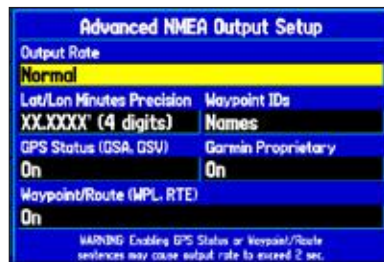 Advanced NMEA Output Setup
Output Rate
Normal
Lat/Lon Minutes Precision Waypoint IDs
XX.XXXX' (4 digits) Names
GPS Status (GSA, GSV) Garmin Proprietary
On On
Waypoint/Route (WPL, RTE)
On
WARNING: Enabling GPS Status or Waypoint/Route
sentences may cause output rate to exceed 2 sec.